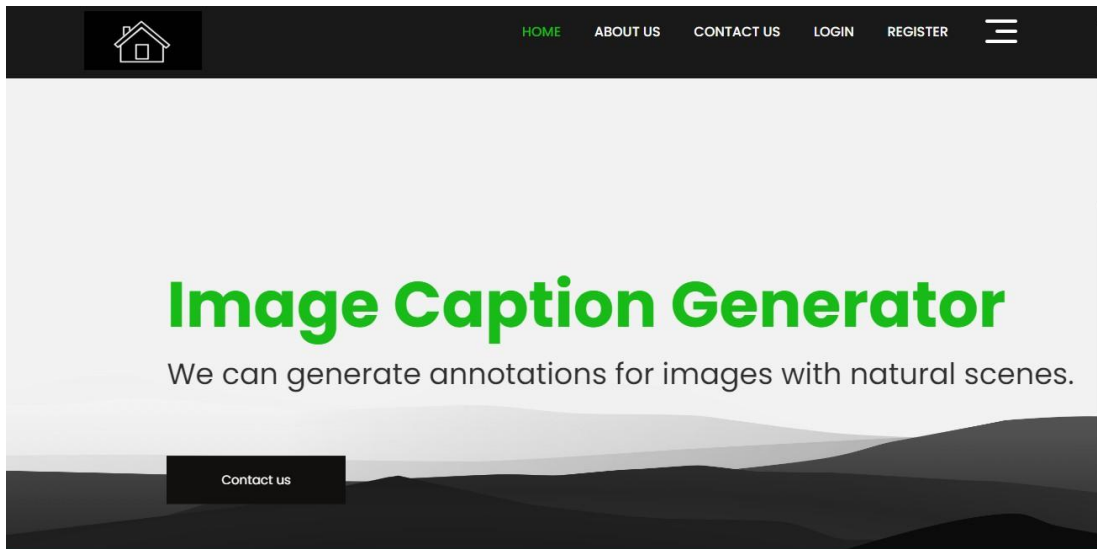 HOME ABOUT US CONTACT US LOGIN REGISTER
Image Caption Generator
We can generate annotations for images with natural scenes.
Contact us